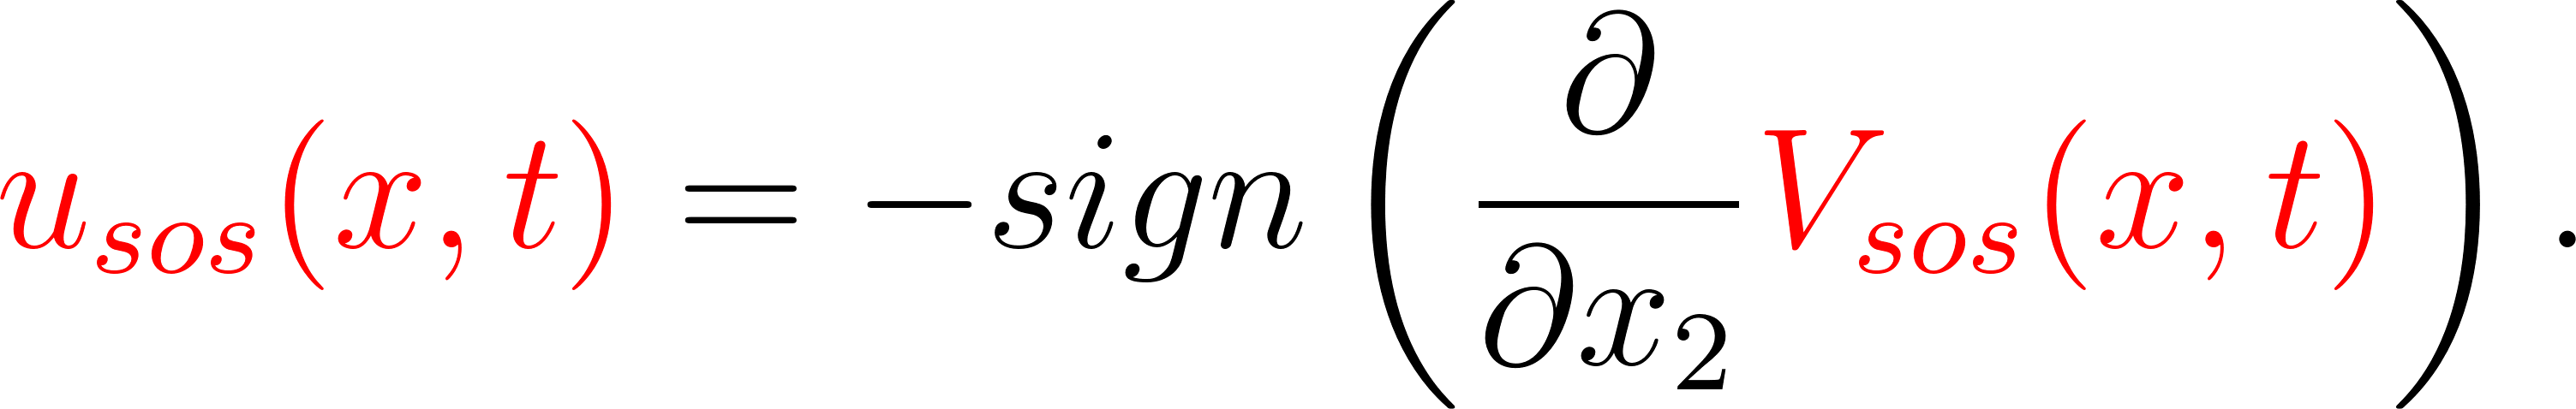 u_{sos}(x, t) = -sign\left(\frac{\partial}{\partial x_2} V_{sos}(x, t)\right).